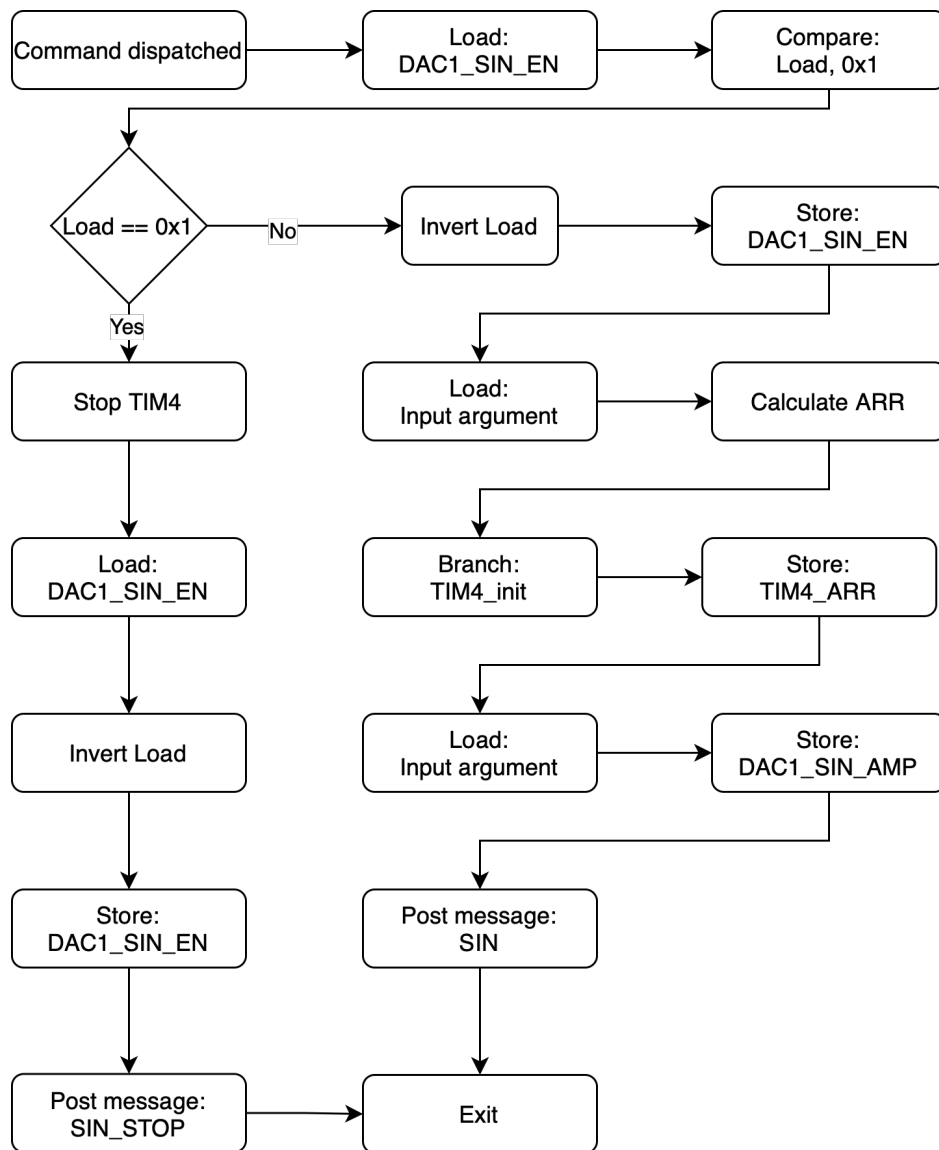 Command dispatched
Load:
DAC1_SIN_EN
Compare:
Load, 0x1
Load == 0x1
No
Invert Load
Store:
DAC1_SIN_EN
Yes
Stop TIM4
Load:
Input argument
Calculate ARR
Load:
DAC1_SIN_EN
Branch:
TIM4_init
Store:
TIM4_ARR
Invert Load
Load:
Input argument
Store:
DAC1_SIN_AMP
Store:
DAC1_SIN_EN
Post message:
SIN
Post message:
SIN_STOP
Exit